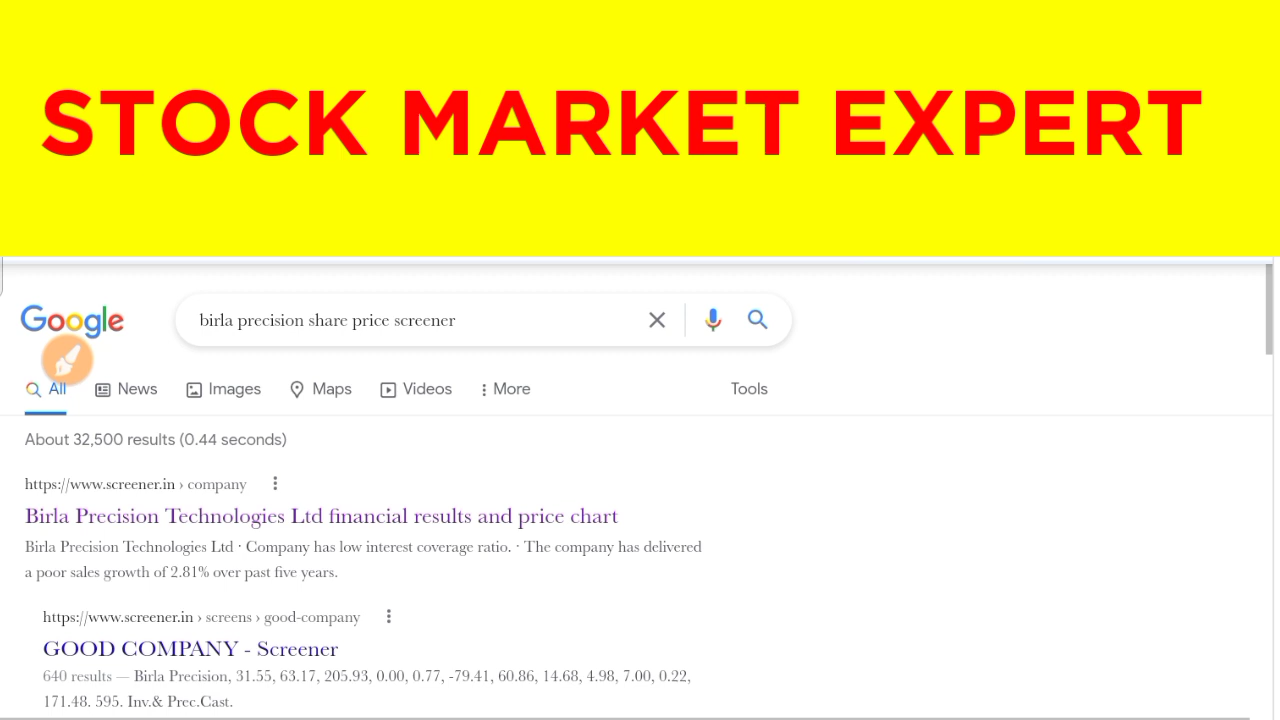 STOCK MARKET EXPERT
Google
birla precision share price screener
All News Images Maps Videos More Tools
About 32,500 results (0.44 seconds)
https://www.screener.in › company
Birla Precision Technologies Ltd financial results and price chart
Birla Precision Technologies Ltd · Company has low interest coverage ratio. · The company has delivered
a poor sales growth of 2.81% over past five years.
https://www.screener.in › screens › good-company
GOOD COMPANY - Screener
640 results — Birla Precision, 31.55, 63.17, 205.93, 0.00, 0.77, -79.41, 60.86, 14.68, 4.98, 7.00, 0.22,
171.48. 595. Inv.& Prec.Cast.